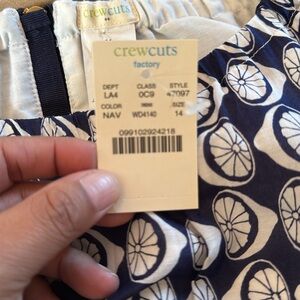 crewcuts
crewcuts
factory
DEPT CLASS STYLE
LA4 0C9 47097
COLOR SIZE
NAV WD4140 14
099102924218